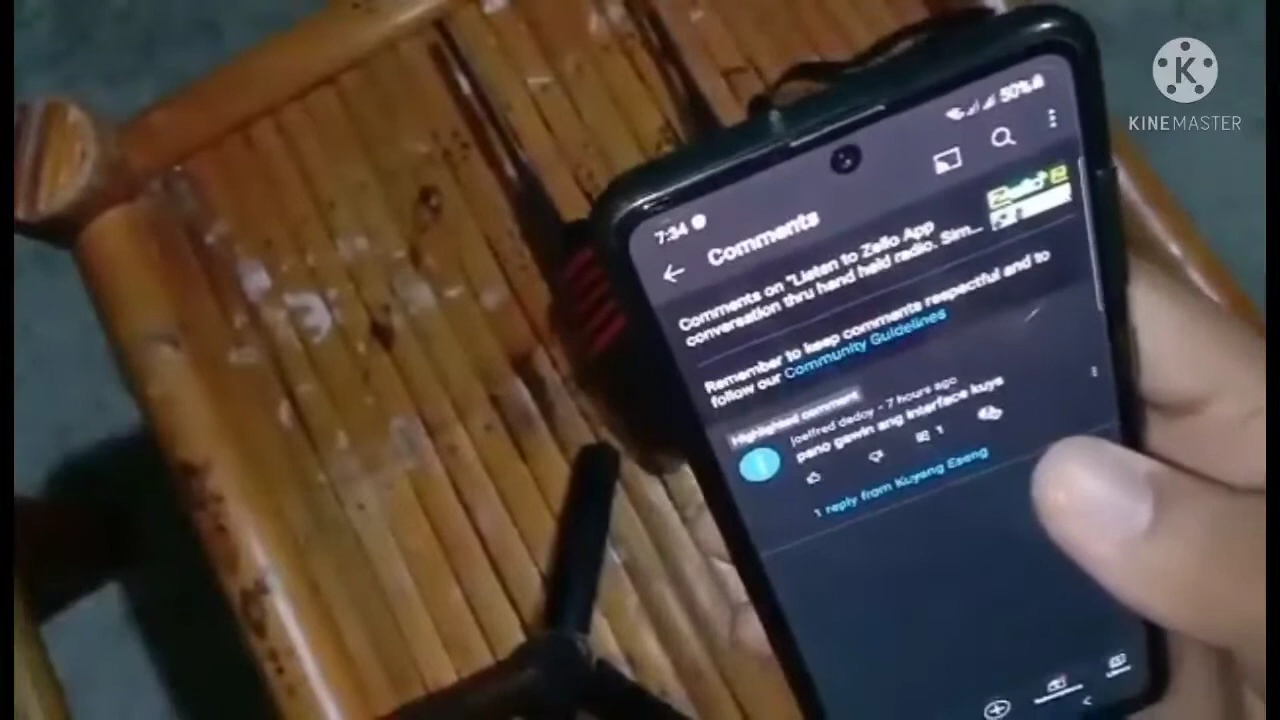 KINEMASTER
50%
7:34
Comments
Comments on "Listen to Zello App
conversation thru hand held radio. Sim...
Remember to keep comments respectful and to
follow our Community Guidelines
Highlighted comment
joelfred dedoy - 7 hours ago
pano gawin ang interface kuya
1
1 reply from Kuyang Eseng